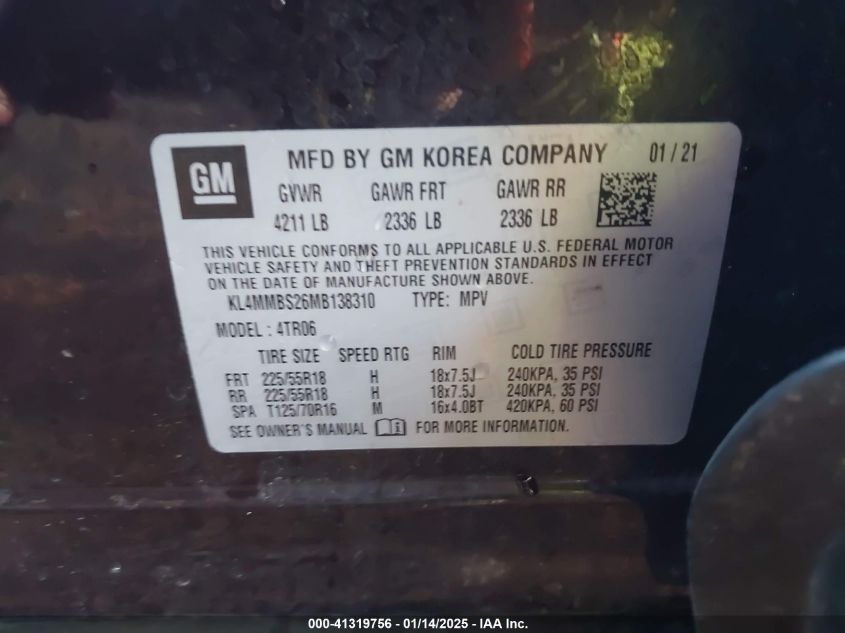 GM MFD BY GM KOREA COMPANY 01 / 21
GVWR GAWR FRT GAWR RR
4211 LB 2336 LB 2336 LB
THIS VEHICLE CONFORMS TO ALL APPLICABLE U.S. FEDERAL MOTOR
VEHICLE SAFETY AND THEFT PREVENTION STANDARDS IN EFFECT
ON THE DATE OF MANUFACTURE SHOWN ABOVE.
KL4MMBS26MB138310 TYPE: MPV
MODEL : 4TR06
TIRE SIZE SPEED RTG RIM COLD TIRE PRESSURE
FRT 225/55R18 H 18x7.5J 240KPA, 35 PSI
RR 225/55R18 H 18x7.5J 240KPA, 35 PSI
SPA T125/70R16 M 16x4.0BT 420KPA, 60 PSI
SEE OWNER'S MANUAL i FOR MORE INFORMATION.
000-41319756 - 01/14/2025 - IAA Inc.